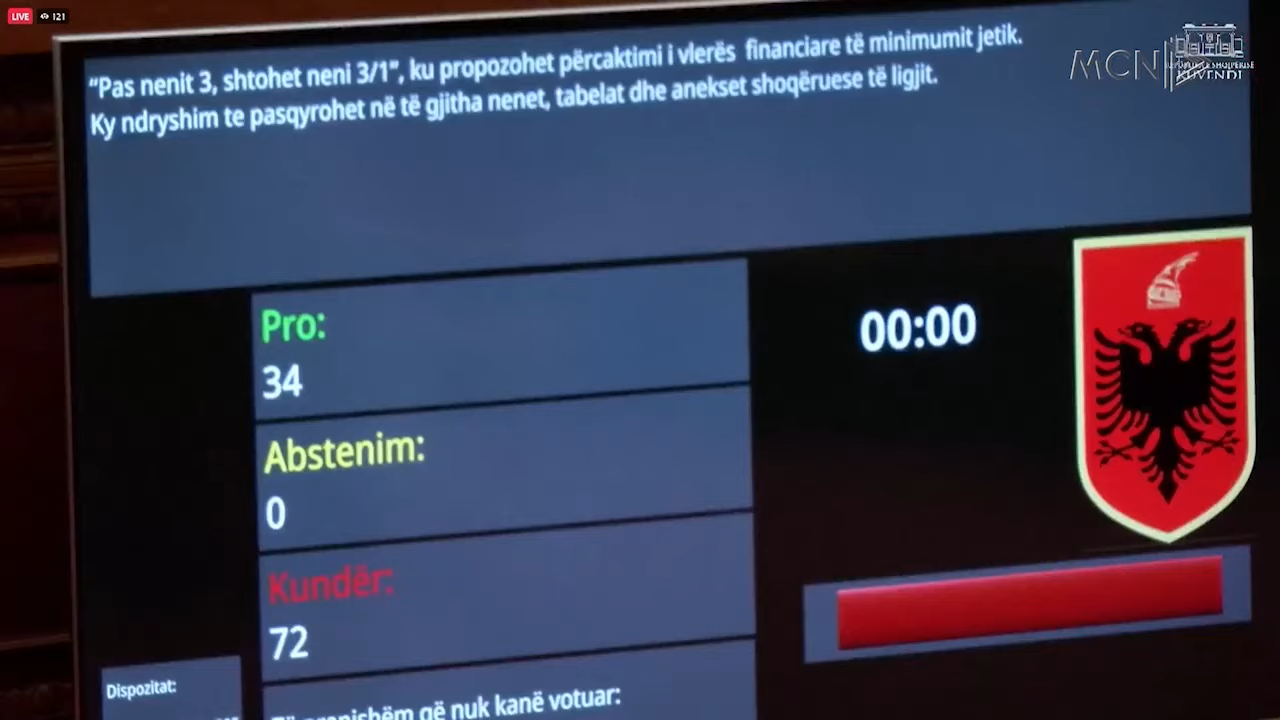 LIVE 121
“Pas nenit 3, shtohet neni 3/1”, ku propozohet përcaktimi i vlerës financiare të minimumit jetik.
Ky ndryshim te pasqyrohet në të gjitha nenet, tabelat dhe anekset shoqëruese të ligjit.
MCN
KUVENDI
Pro:
34
00:00
Abstenim:
0
Kundër:
72
Dispozitat:
që nuk kanë votuar: